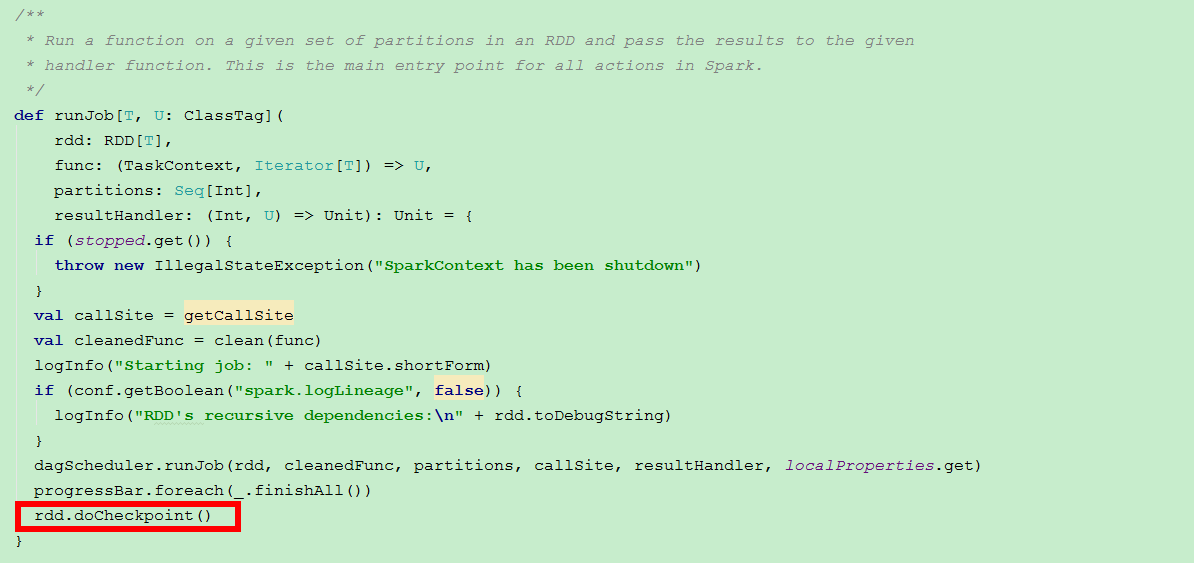 /**
 * Run a function on a given set of partitions in an RDD and pass the results to the given
 * handler function. This is the main entry point for all actions in Spark.
 */
def runJob[T, U: ClassTag](
    rdd: RDD[T],
    func: (TaskContext, Iterator[T]) => U,
    partitions: Seq[Int],
    resultHandler: (Int, U) => Unit): Unit = {
  if (stopped.get()) {
    throw new IllegalStateException("SparkContext has been shutdown")
  }
  val callSite = getCallSite
  val cleanedFunc = clean(func)
  logInfo("Starting job: " + callSite.shortForm)
  if (conf.getBoolean("spark.logLineage", false)) {
    logInfo("RDD's recursive dependencies:\n" + rdd.toDebugString)
  }
  dagScheduler.runJob(rdd, cleanedFunc, partitions, callSite, resultHandler, localProperties.get)
  progressBar.foreach(_.finishAll())
  rdd.doCheckpoint()
}